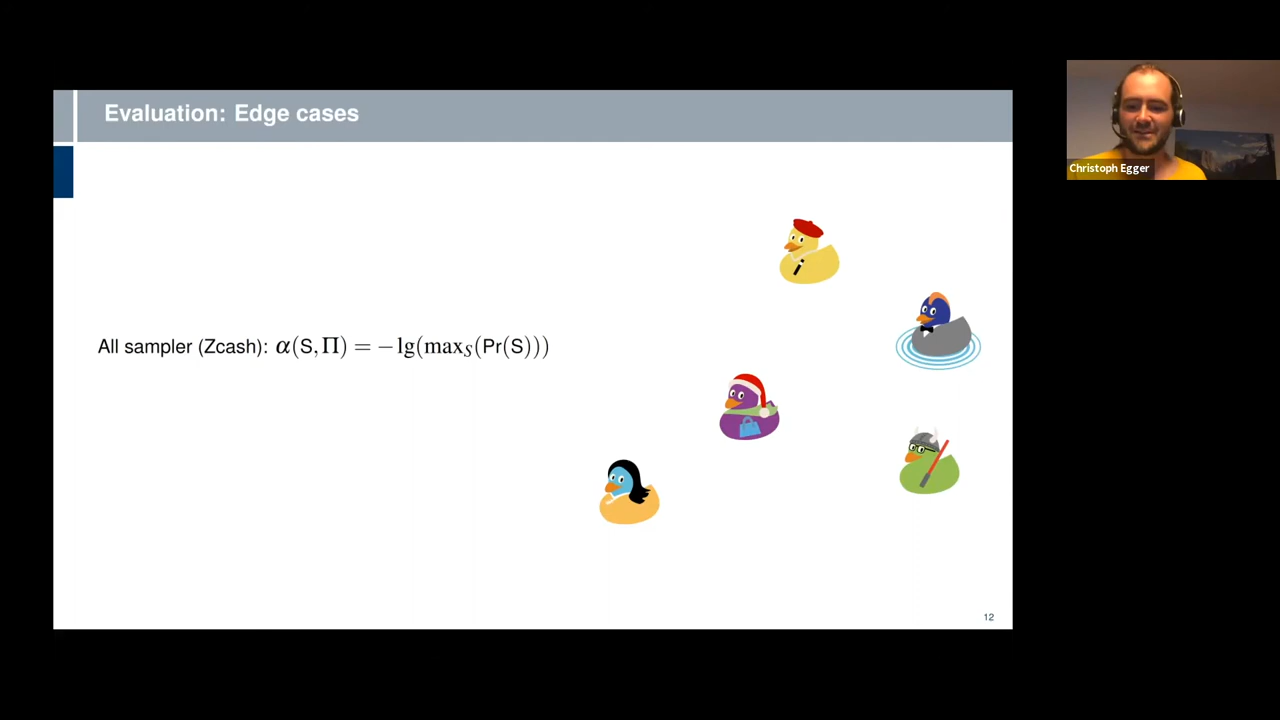 Evaluation: Edge cases
Christoph Egger
All sampler (Zcash): α(S,Π) = −lg(max_S(Pr(S)))
12